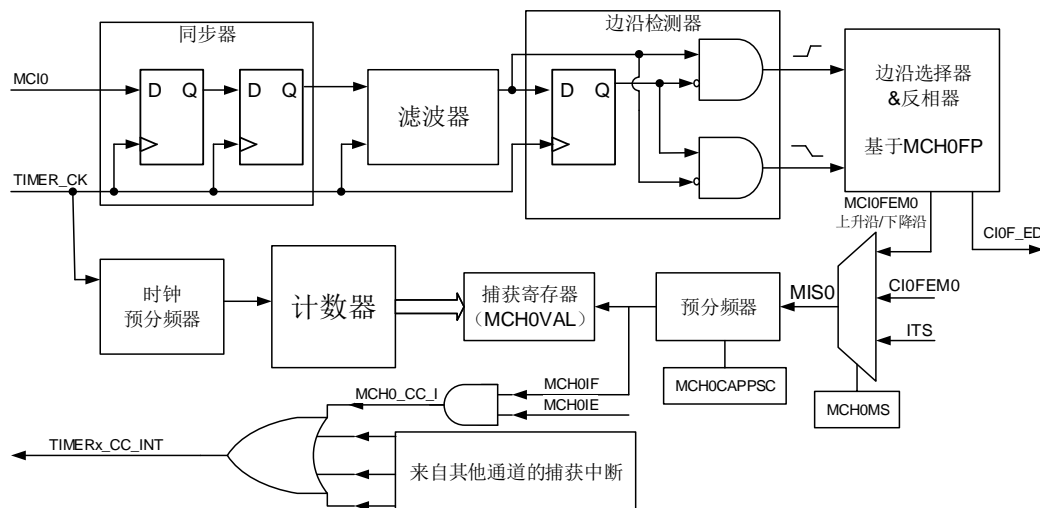 同步器
边沿检测器
MCI0
D Q
D Q
滤波器
D Q
边沿选择器
&反相器
基于MCH0FP
TIMER_CK
MCI0FEM0
上升沿/下降沿
CI0F_ED
时钟
预分频器
计数器
捕获寄存器
（MCH0VAL）
预分频器
MIS0
CI0FEM0
ITS
MCH0CAPPSC
MCH0MS
MCH0_CC_I
MCH0IF
MCH0IE
TIMERx_CC_INT
来自其他通道的捕获中断